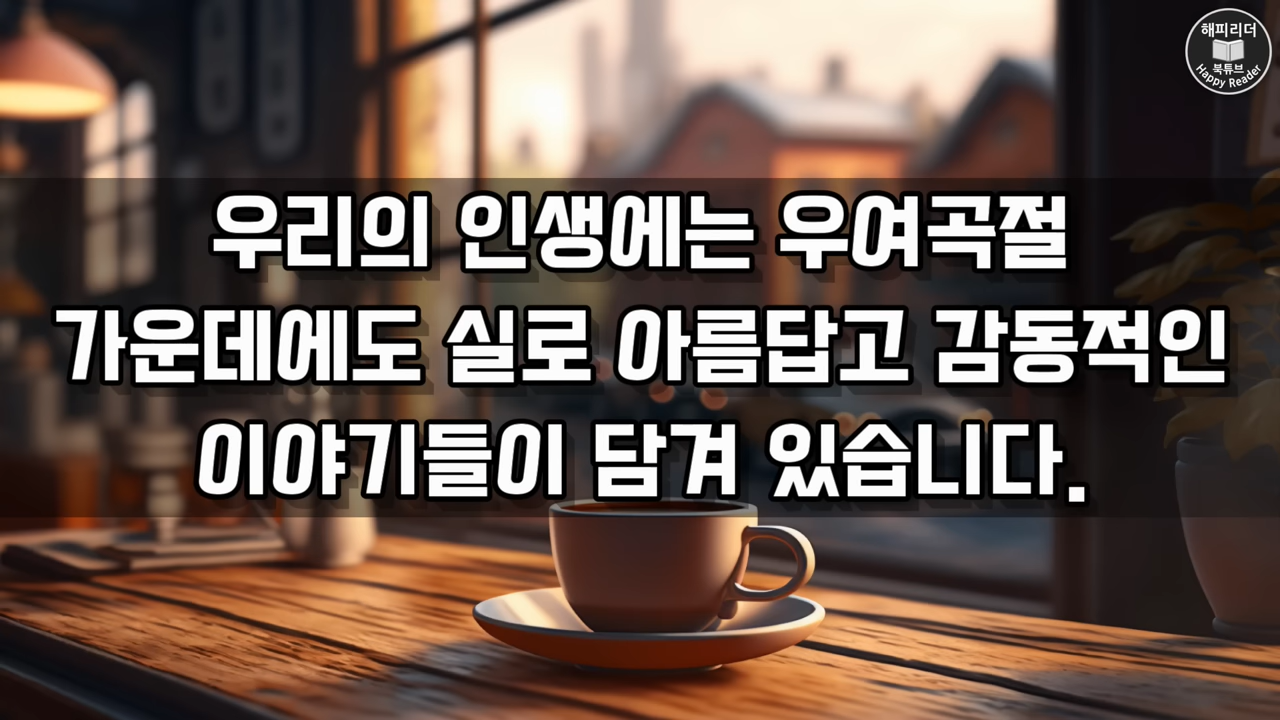 해피리더
북튜브
Happy Reader
우리의 인생에는 우여곡절
가운데에도 실로 아름답고 감동적인
이야기들이 담겨 있습니다.